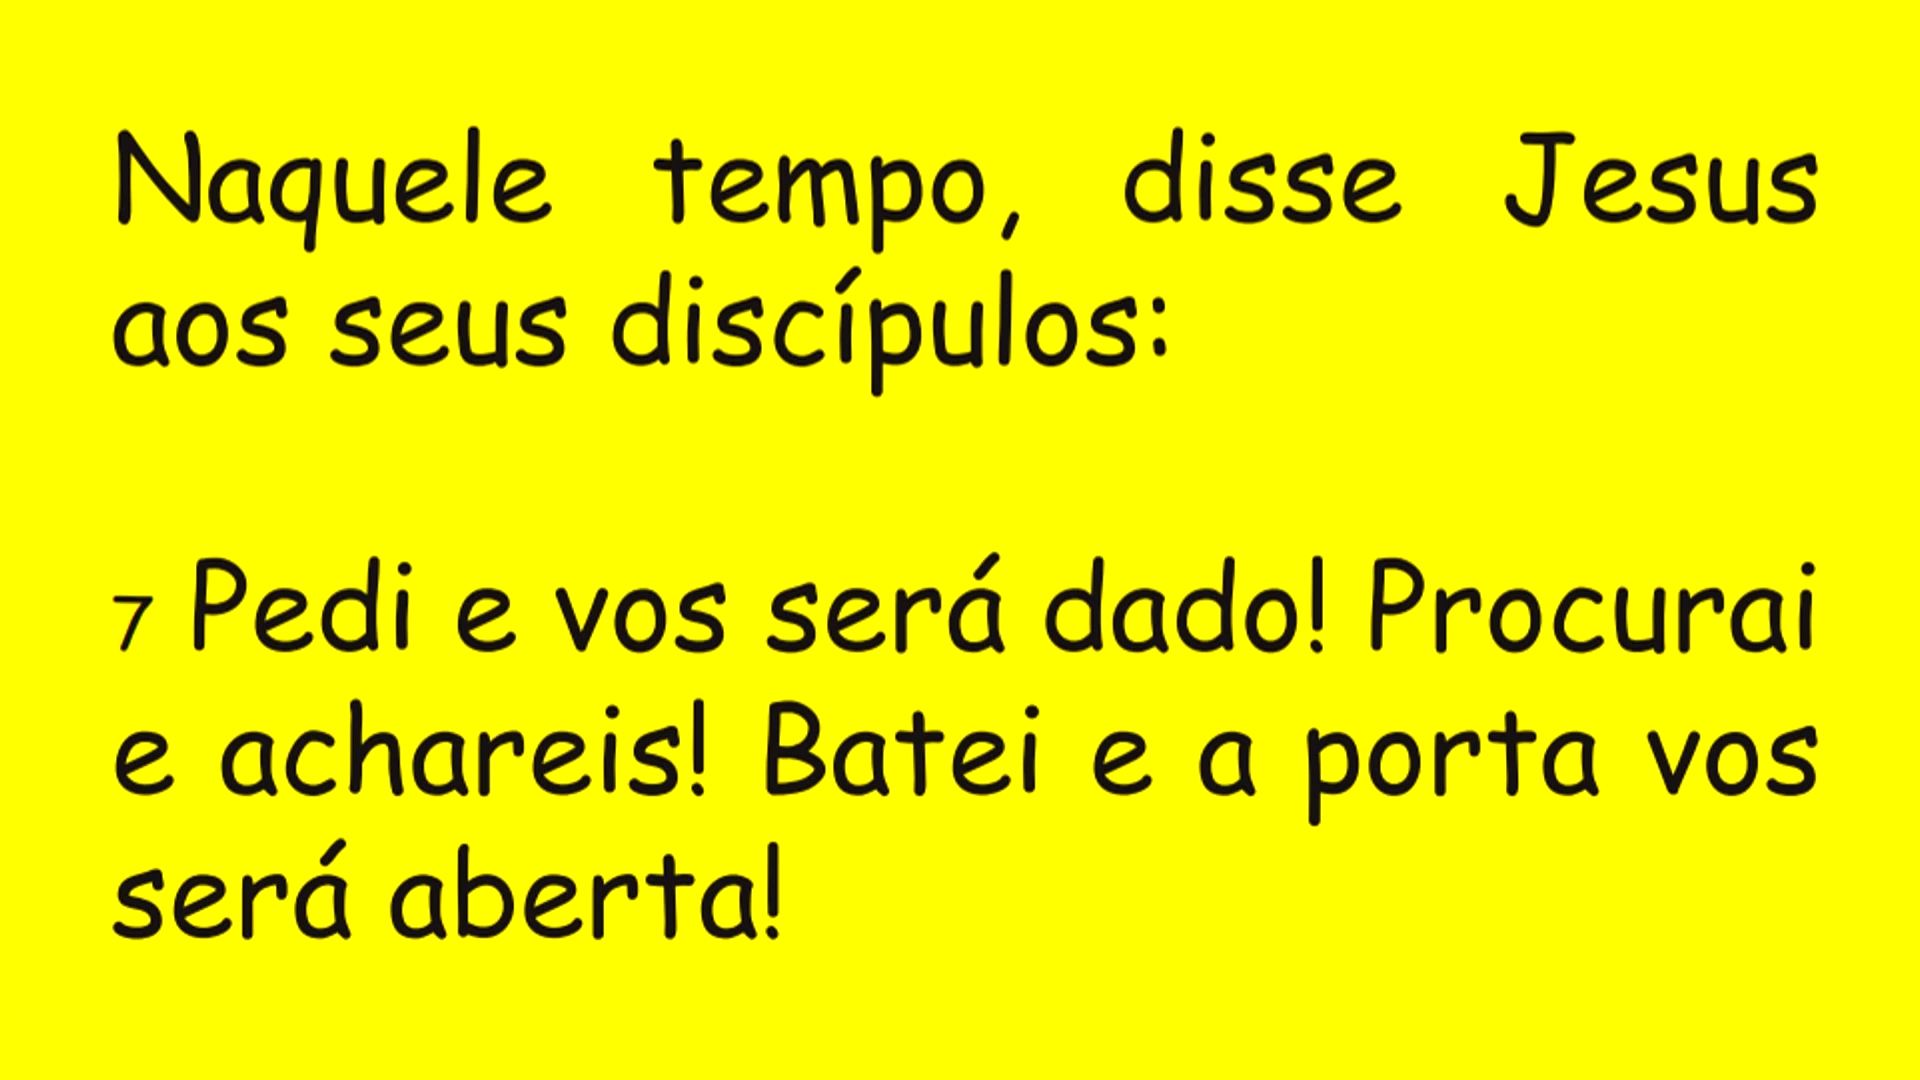 Naquele tempo, disse Jesus
aos seus discípulos:
7 Pedi e vos será dado! Procurai
e achareis! Batei e a porta vos
será aberta!